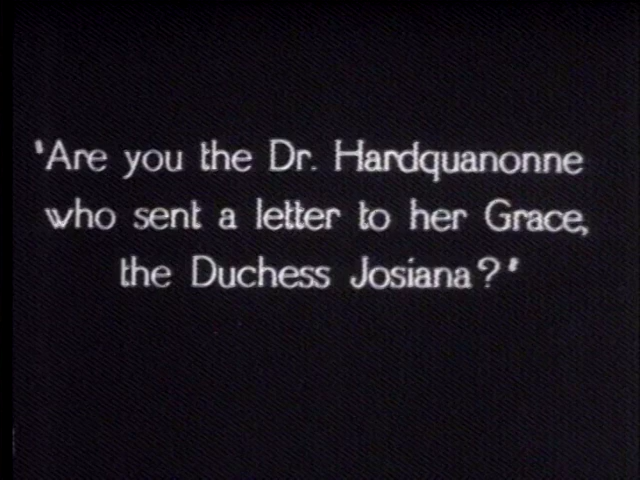 "Are you the Dr. Hardquanonne
who sent a letter to her Grace,
the Duchess Josiana?"